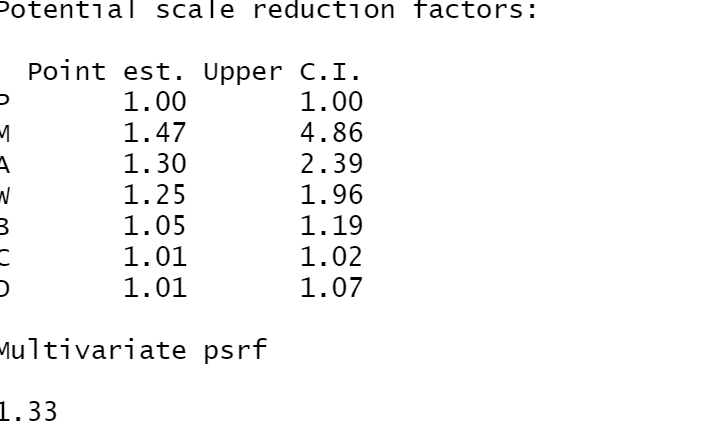 Potential scale reduction factors:
Point est. Upper C.I.
P 1.00 1.00
M 1.47 4.86
A 1.30 2.39
W 1.25 1.96
B 1.05 1.19
C 1.01 1.02
D 1.01 1.07
Multivariate psrf
1.33